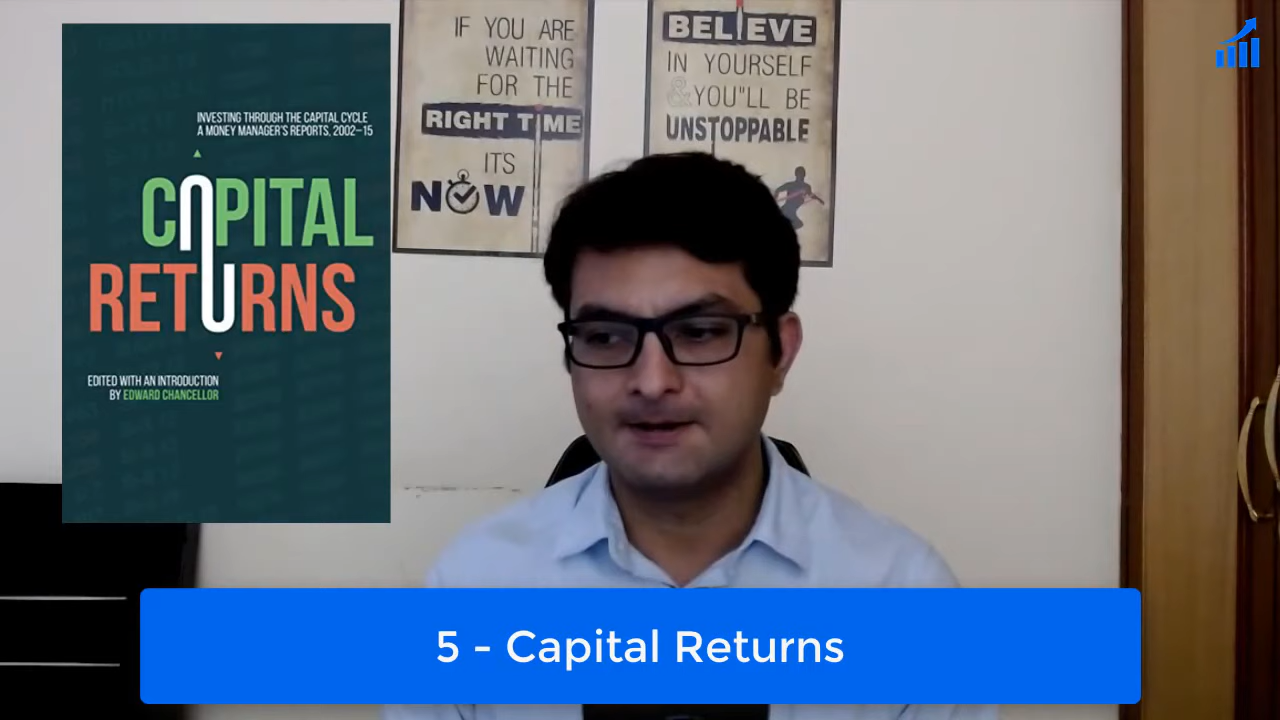 INVESTING THROUGH THE CAPITAL CYCLE
A MONEY MANAGER'S REPORTS, 2002–15
CAPITAL
RETURNS
EDITED WITH AN INTRODUCTION
BY EDWARD CHANCELLOR
IF YOU ARE
WAITING
FOR THE
RIGHT TIME
ITS
NOW
BELIEVE
IN YOURSELF
& YOU"LL BE
UNSTOPPABLE
5 - Capital Returns